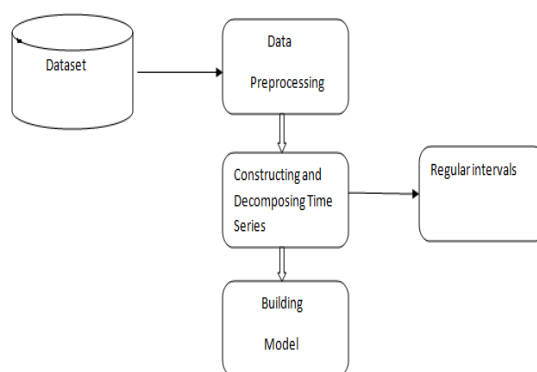 Dataset
Data
Preprocessing
Constructing and
Decomposing Time
Series
Regular intervals
Building
Model